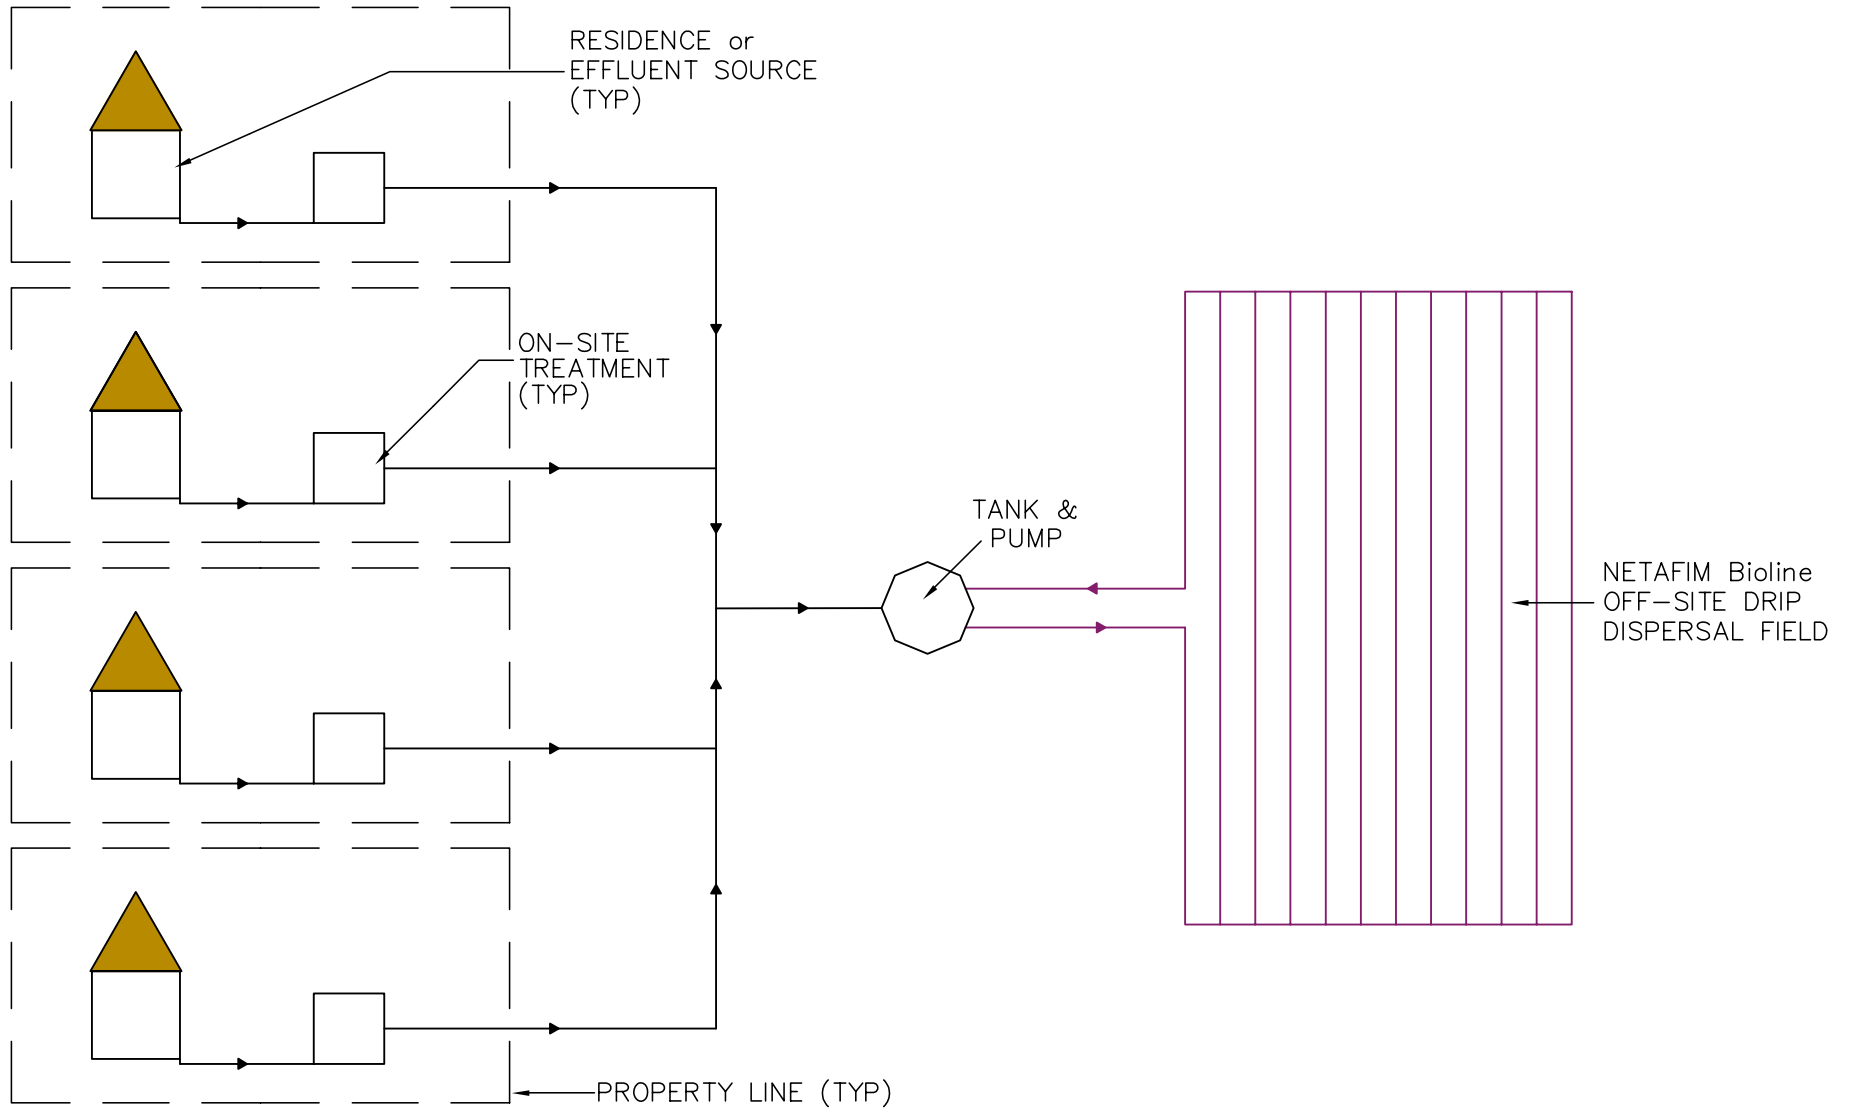 RESIDENCE or
EFFLUENT SOURCE
(TYP)
ON-SITE
TREATMENT
(TYP)
TANK &
PUMP
NETAFIM Bioline
OFF-SITE DRIP
DISPERSAL FIELD
PROPERTY LINE (TYP)